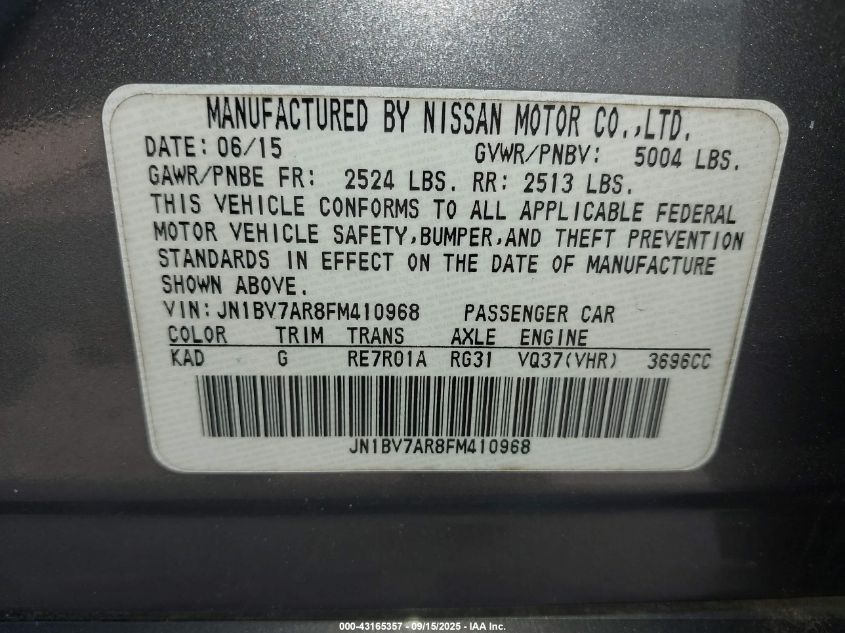 MANUFACTURED BY NISSAN MOTOR CO.,LTD.
DATE: 06/15 GVWR/PNBV: 5004 LBS.
GAWR/PNBE FR: 2524 LBS. RR: 2513 LBS.
THIS VEHICLE CONFORMS TO ALL APPLICABLE FEDERAL
MOTOR VEHICLE SAFETY,BUMPER,AND THEFT PREVENTION
STANDARDS IN EFFECT ON THE DATE OF MANUFACTURE
SHOWN ABOVE.
VIN:JN1BV7AR8FM410968 PASSENGER CAR
COLOR TRIM TRANS AXLE ENGINE
KAD G RE7R01A RG31 VQ37(VHR) 3696CC
JN1BV7AR8FM410968
000-43165357 - 09/15/2025 - IAA Inc.